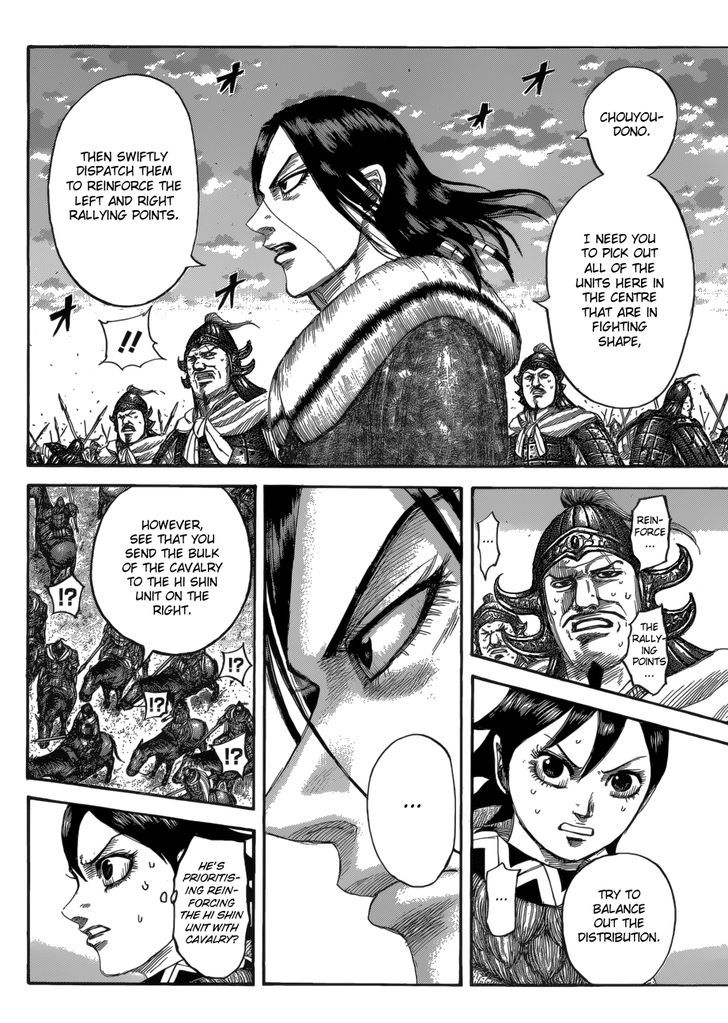 CHOUYOU-
DONO.
I NEED YOU
TO PICK OUT
ALL OF THE
UNITS HERE IN
THE CENTRE
THAT ARE IN
FIGHTING
SHAPE,
THEN SWIFTLY
DISPATCH THEM
TO REINFORCE THE
LEFT AND RIGHT
RALLYING POINTS.
!!
REIN-
FORCE
...
THE
RALLY-
ING
POINTS
...
...
TRY TO
BALANCE
OUT THE
DISTRIBUTION.
...
...
HOWEVER,
SEE THAT YOU
SEND THE BULK
OF THE CAVALRY
TO THE HI SHIN
UNIT ON THE
RIGHT.
!?
!?
!?
!?
HE'S
PRIORITIS-
ING REIN-
FORCING
THE HI SHIN
UNIT WITH
CAVALRY?